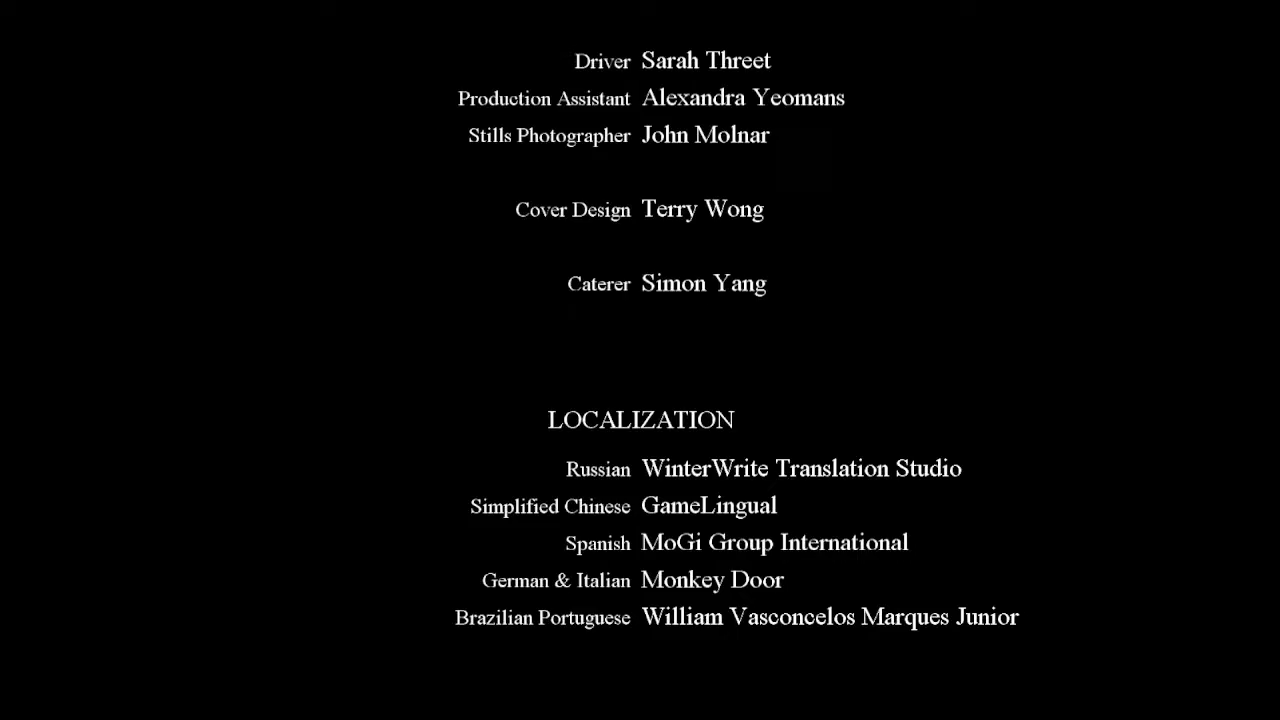 Driver Sarah Threet
Production Assistant Alexandra Yeomans
Stills Photographer John Molnar
Cover Design Terry Wong
Caterer Simon Yang
LOCALIZATION
Russian WinterWrite Translation Studio
Simplified Chinese GameLingual
Spanish MoGi Group International
German & Italian Monkey Door
Brazilian Portuguese William Vasconcelos Marques Junior